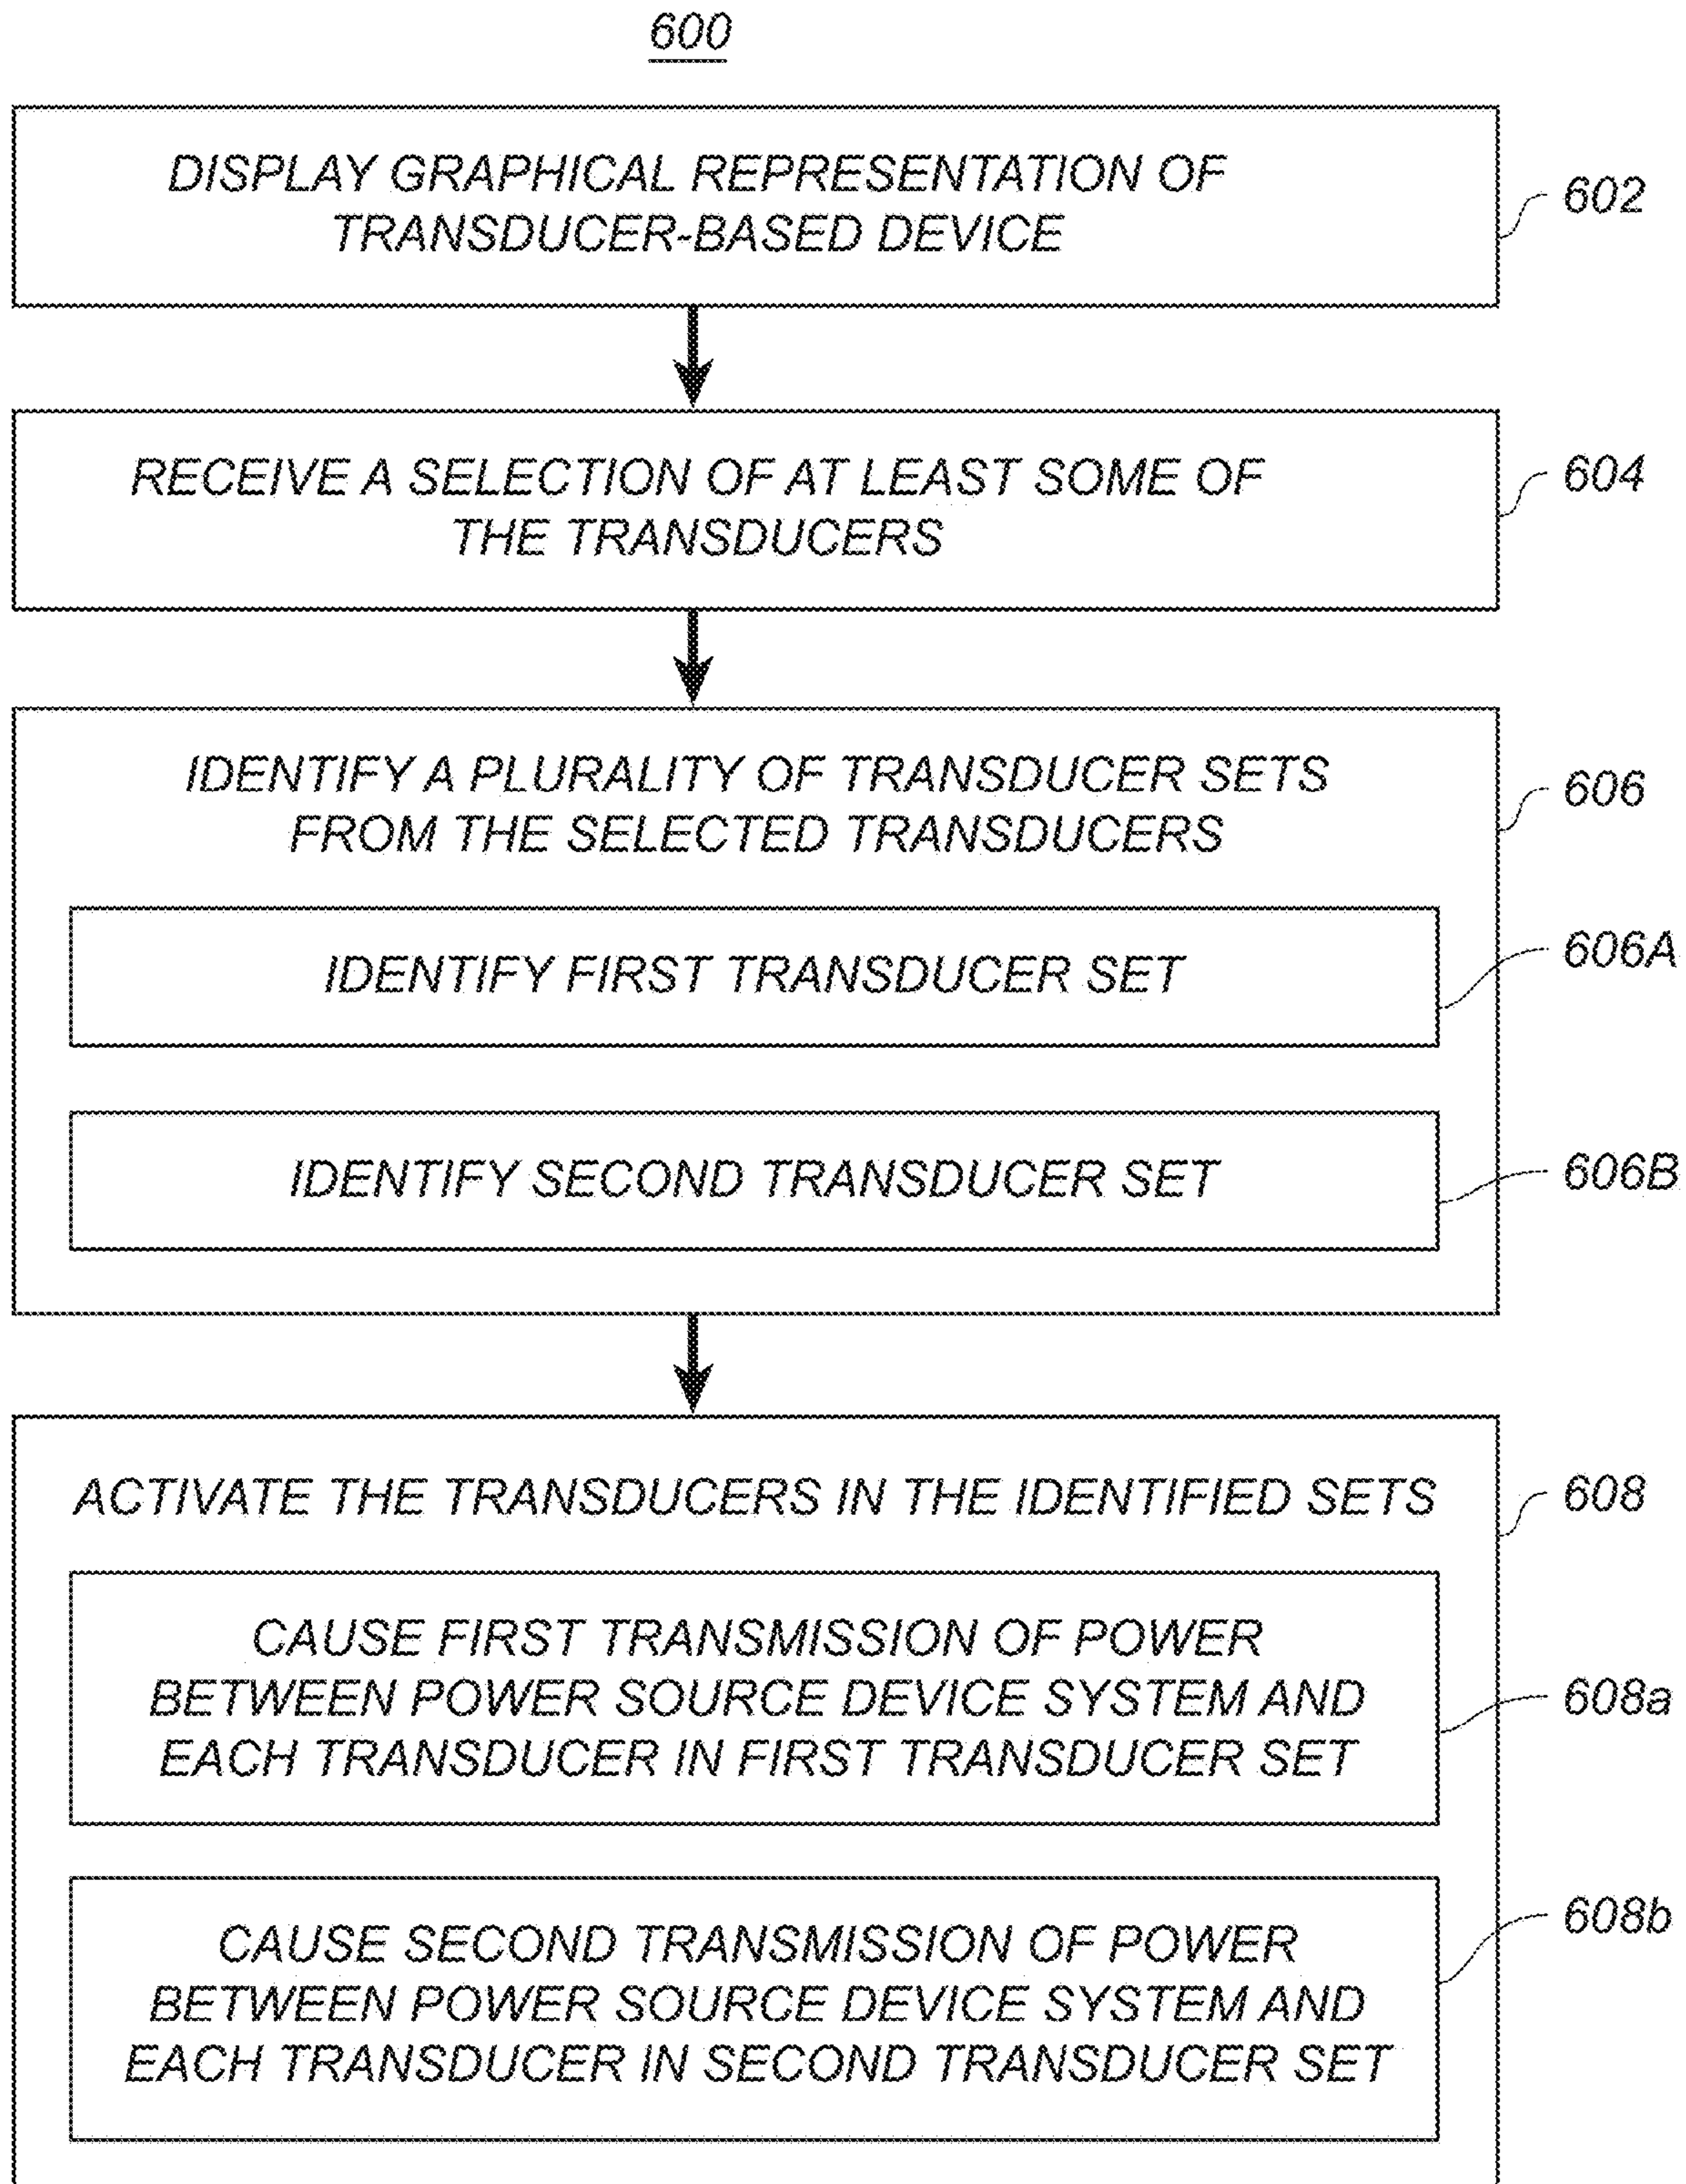 600
DISPLAY GRAPHICAL REPRESENTATION OF
TRANSDUCER-BASED DEVICE
602
RECEIVE A SELECTION OF AT LEAST SOME OF
THE TRANSDUCERS
604
IDENTIFY A PLURALITY OF TRANSDUCER SETS
FROM THE SELECTED TRANSDUCERS
606
IDENTIFY FIRST TRANSDUCER SET
606A
IDENTIFY SECOND TRANSDUCER SET
606B
ACTIVATE THE TRANSDUCERS IN THE IDENTIFIED SETS
608
CAUSE FIRST TRANSMISSION OF POWER
BETWEEN POWER SOURCE DEVICE SYSTEM AND
EACH TRANSDUCER IN FIRST TRANSDUCER SET
608a
CAUSE SECOND TRANSMISSION OF POWER
BETWEEN POWER SOURCE DEVICE SYSTEM AND
EACH TRANSDUCER IN SECOND TRANSDUCER SET
608b